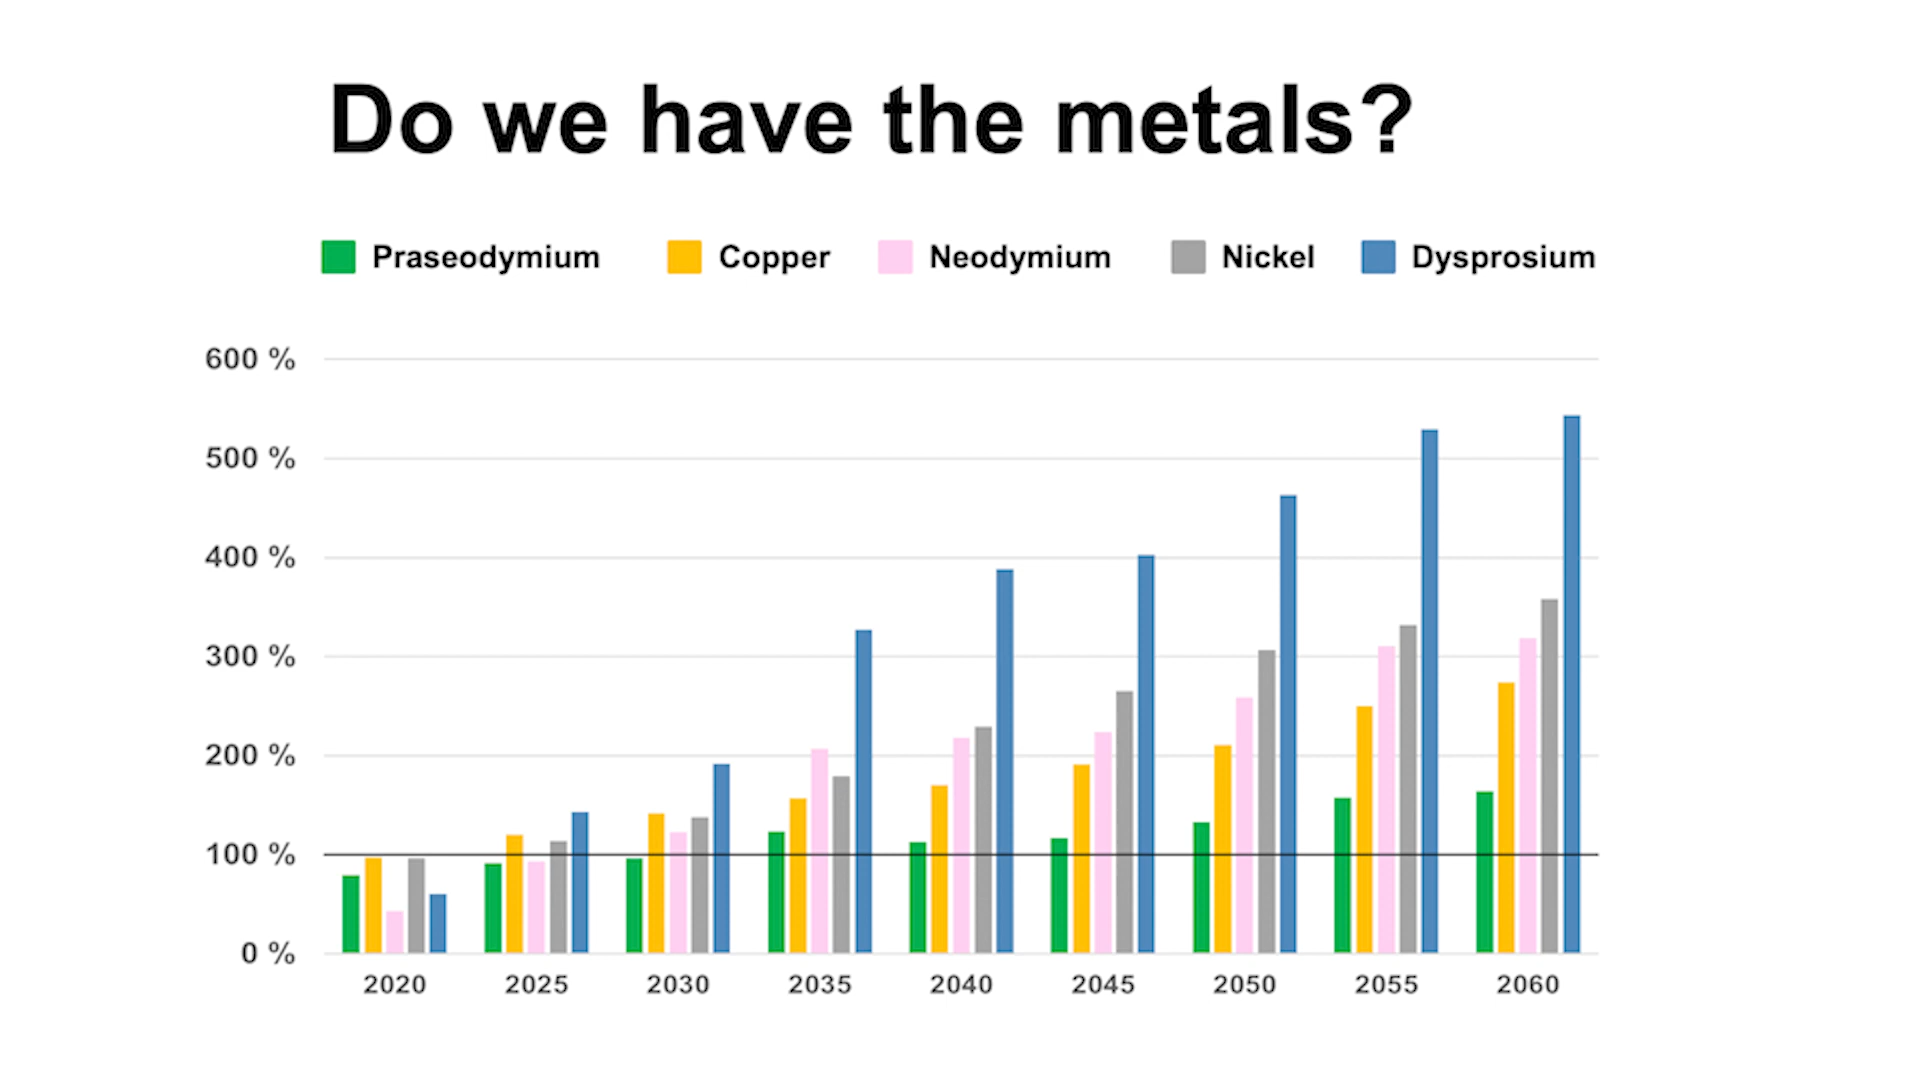 Do we have the metals?
Praseodymium Copper Neodymium Nickel Dysprosium
600 %
500 %
400 %
300 %
200 %
100 %
0 %
2020 2025 2030 2035 2040 2045 2050 2055 2060